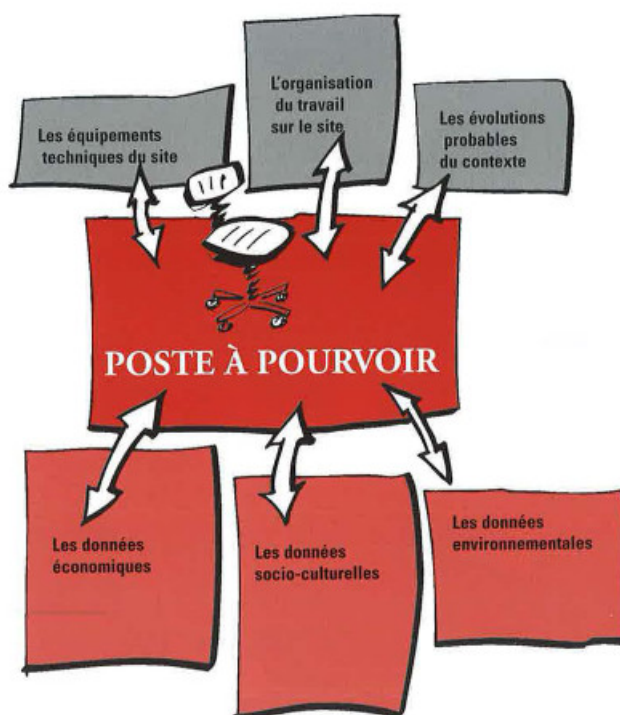 Les équipements
techniques du site
L'organisation
du travail
sur le site
Les évolutions
probables
du contexte
POSTE À POURVOIR
Les données
économiques
Les données
socio-culturelles
Les données
environnementales